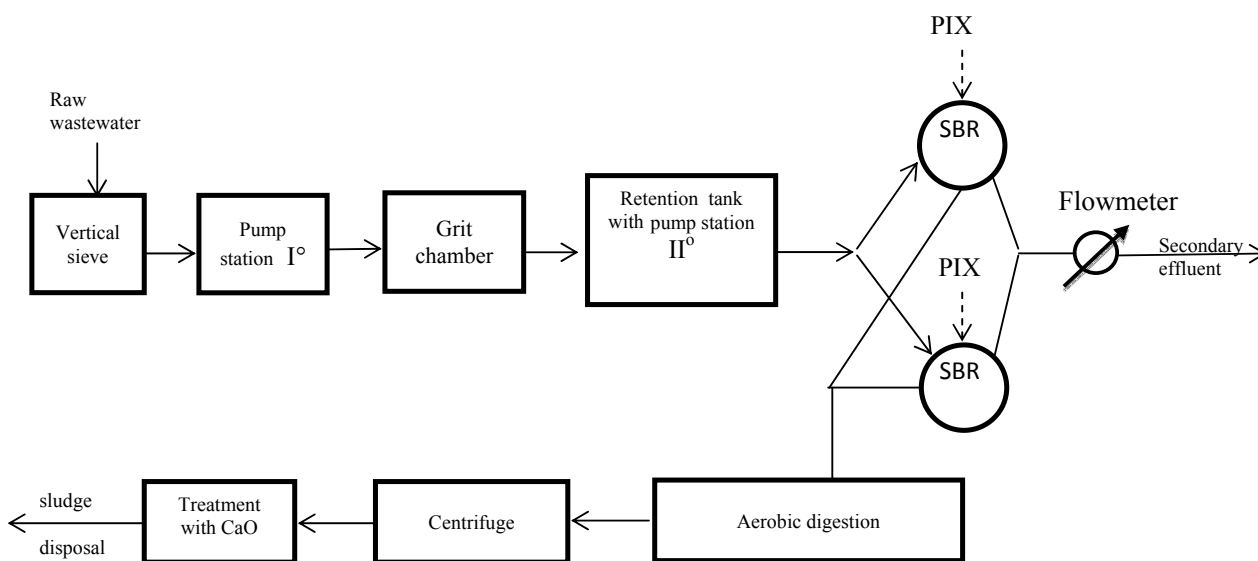 PIX
Raw
wastewater
SBR
Vertical
sieve
Pump
station I°
Grit
chamber
Retention tank
with pump station
II°
Flowmeter
Secondary
effluent
PIX
SBR
sludge
disposal
Treatment
with CaO
Centrifuge
Aerobic digestion